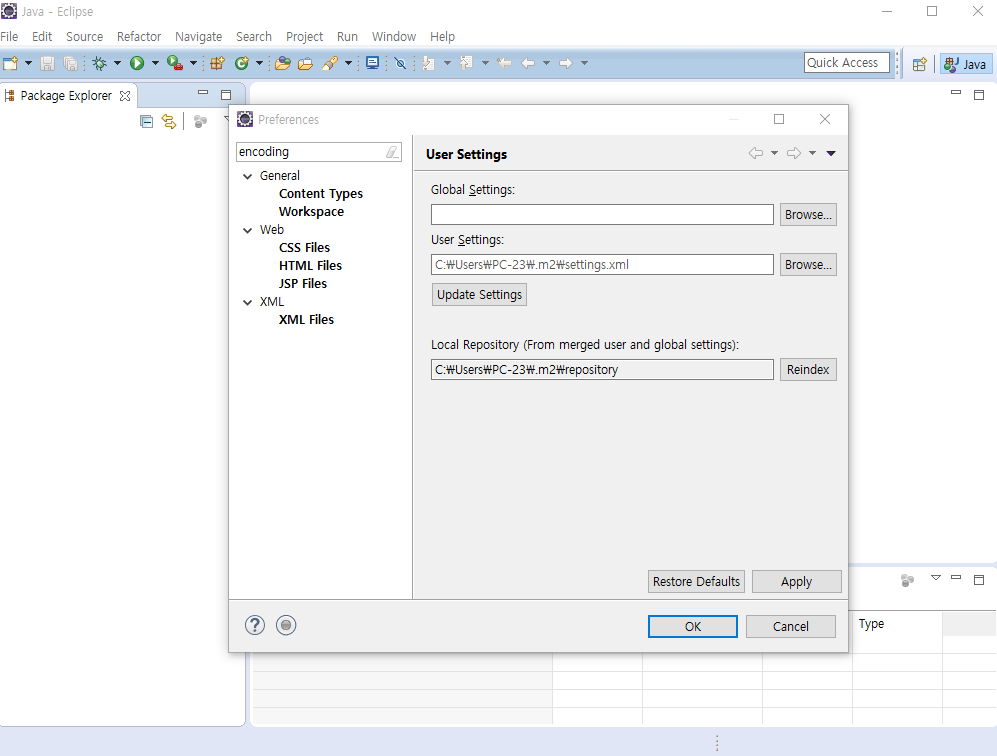 Java - Eclipse
File Edit Source Refactor Navigate Search Project Run Window Help
Quick Access
Java
Package Explorer
Preferences
encoding
General
Content Types
Workspace
Web
CSS Files
HTML Files
JSP Files
XML
XML Files
User Settings
Global Settings:
Browse...
User Settings:
C:₩Users₩PC-23₩.m2₩settings.xml
Browse...
Update Settings
Local Repository (From merged user and global settings):
C:₩Users₩PC-23₩.m2₩repository
Reindex
Restore Defaults Apply
OK Cancel
Type